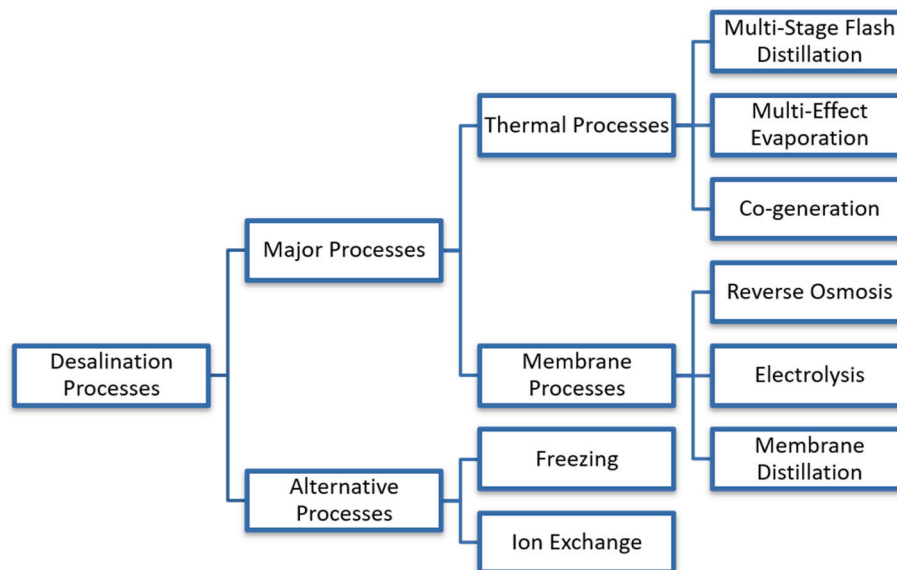 Multi-Stage Flash
Distillation
Thermal Processes
Multi-Effect
Evaporation
Co-generation
Major Processes
Reverse Osmosis
Desalination
Processes
Membrane
Processes
Electrolysis
Freezing
Membrane
Distillation
Alternative
Processes
Ion Exchange